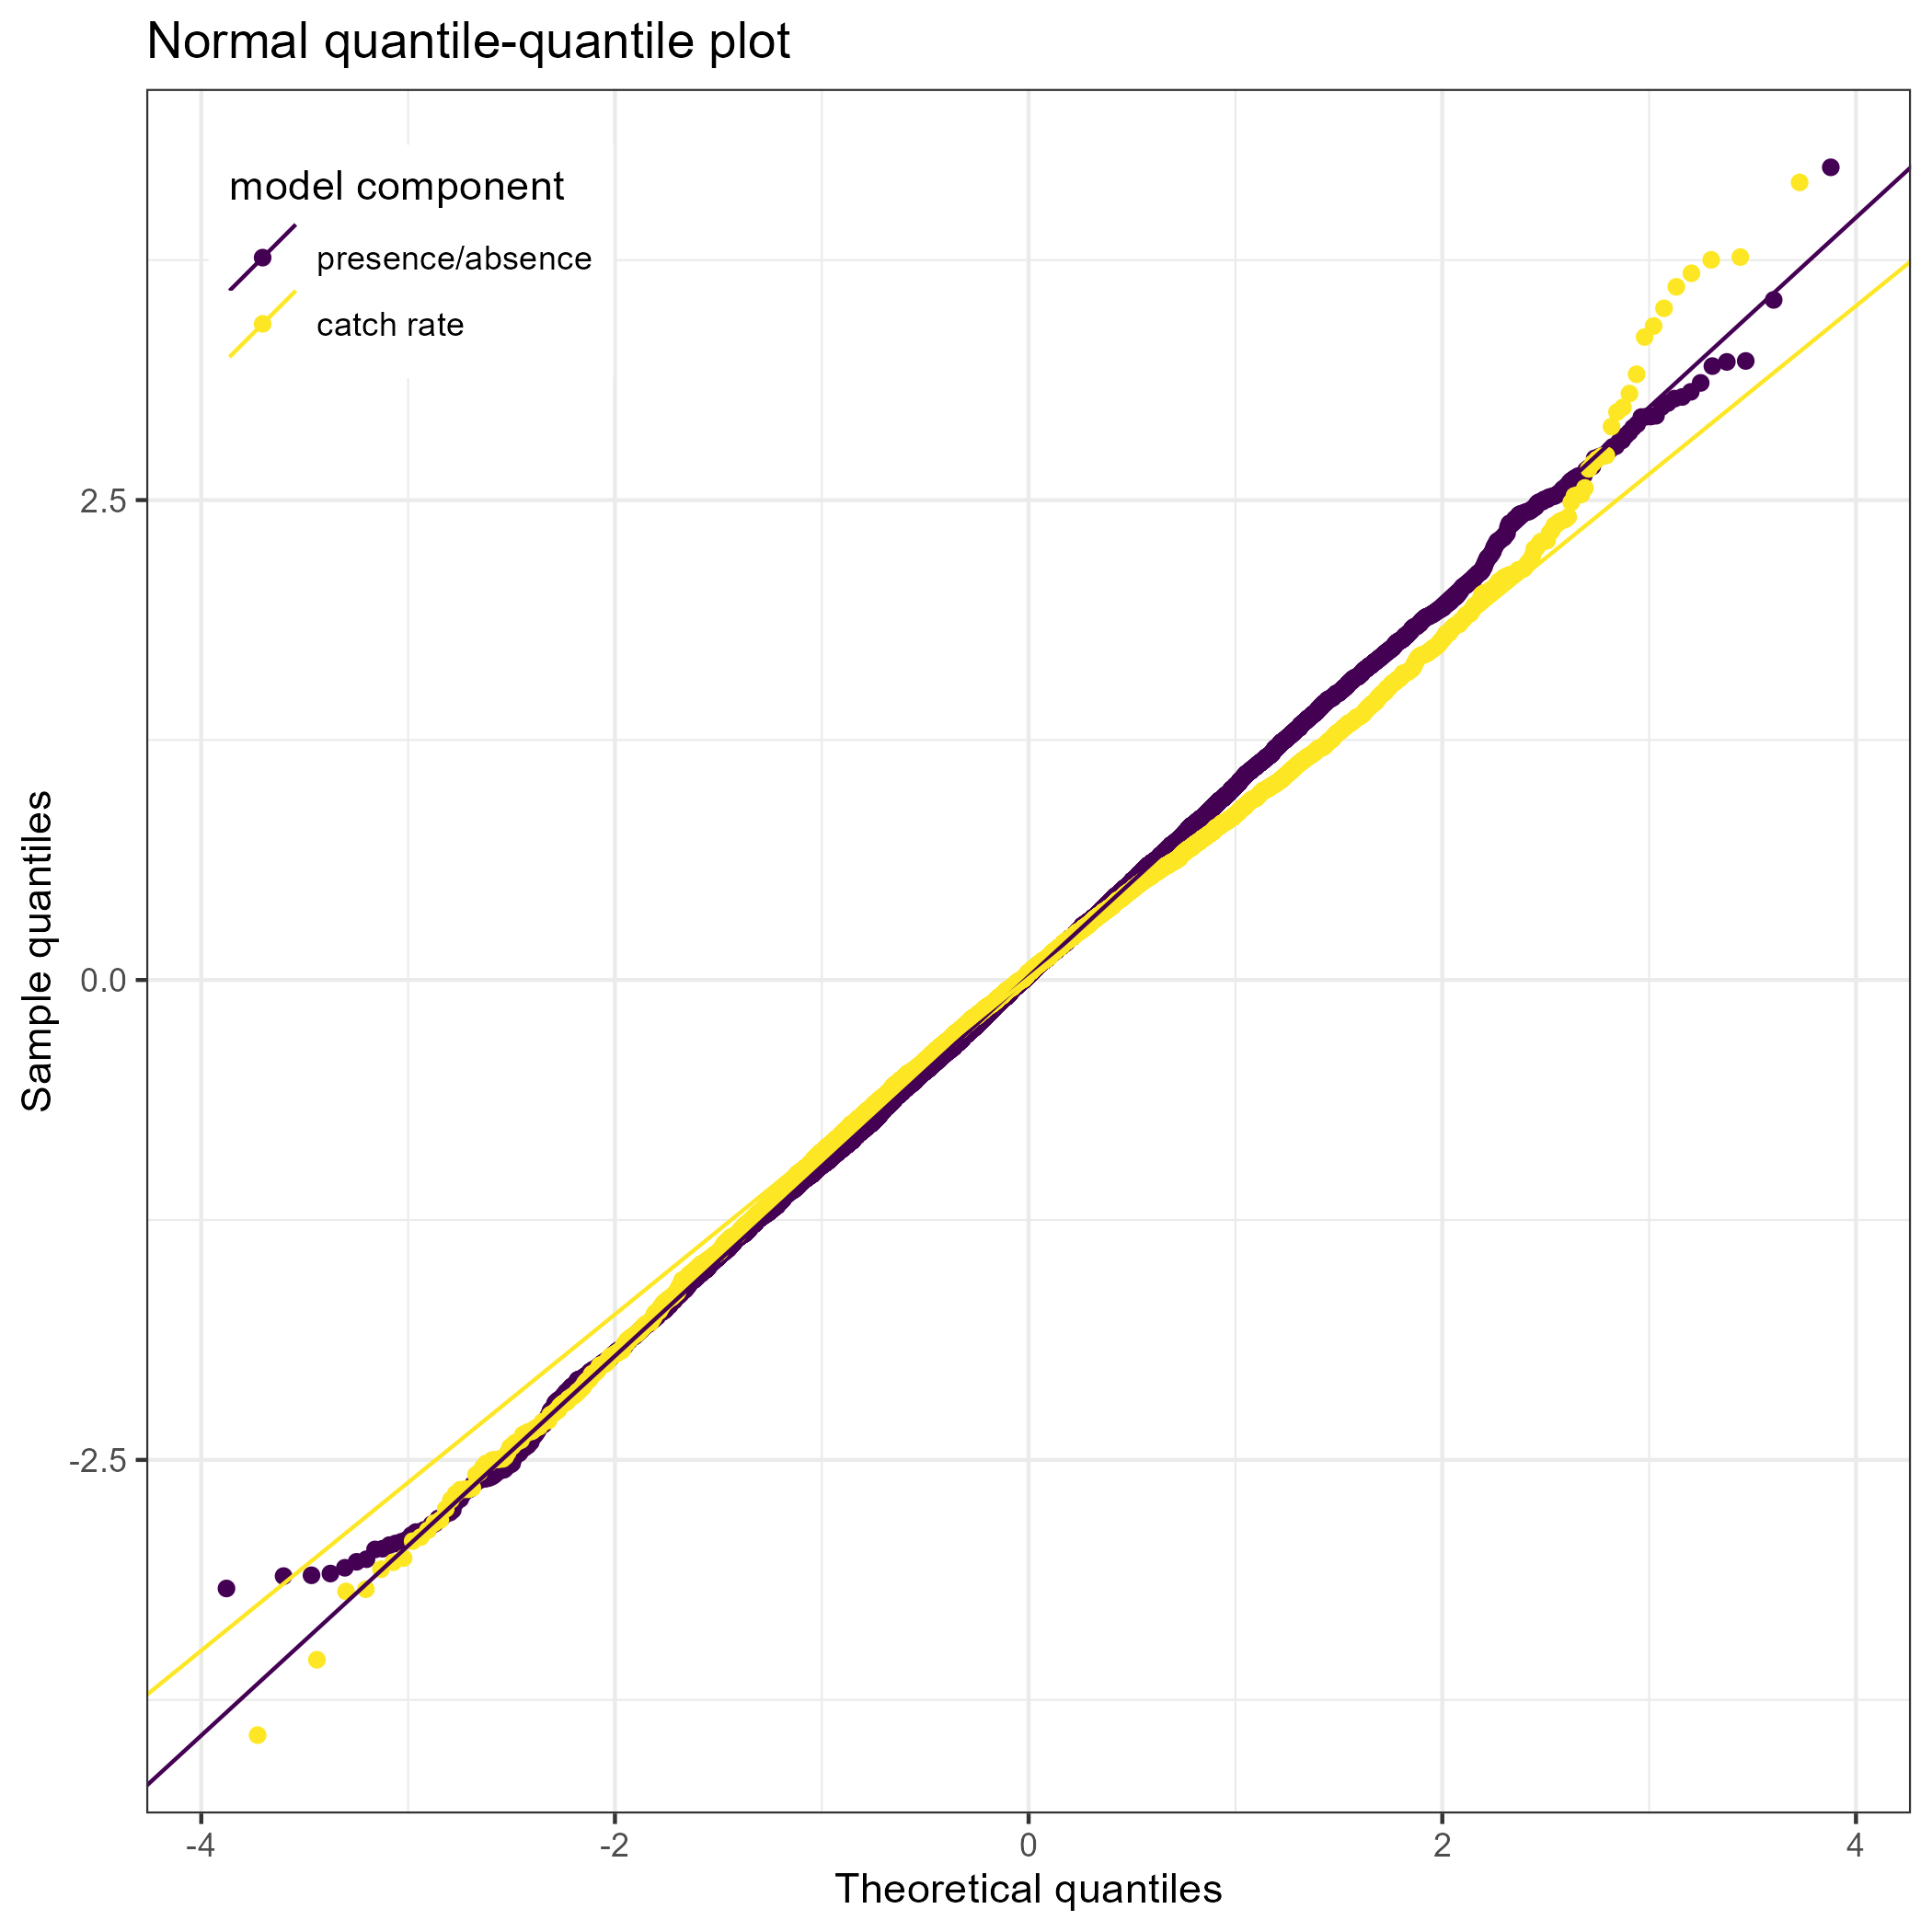 Normal quantile-quantile plot
model component
presence/absence
catch rate
Sample quantiles
2.5
0.0
-2.5
-4 -2 0 2 4
Theoretical quantiles